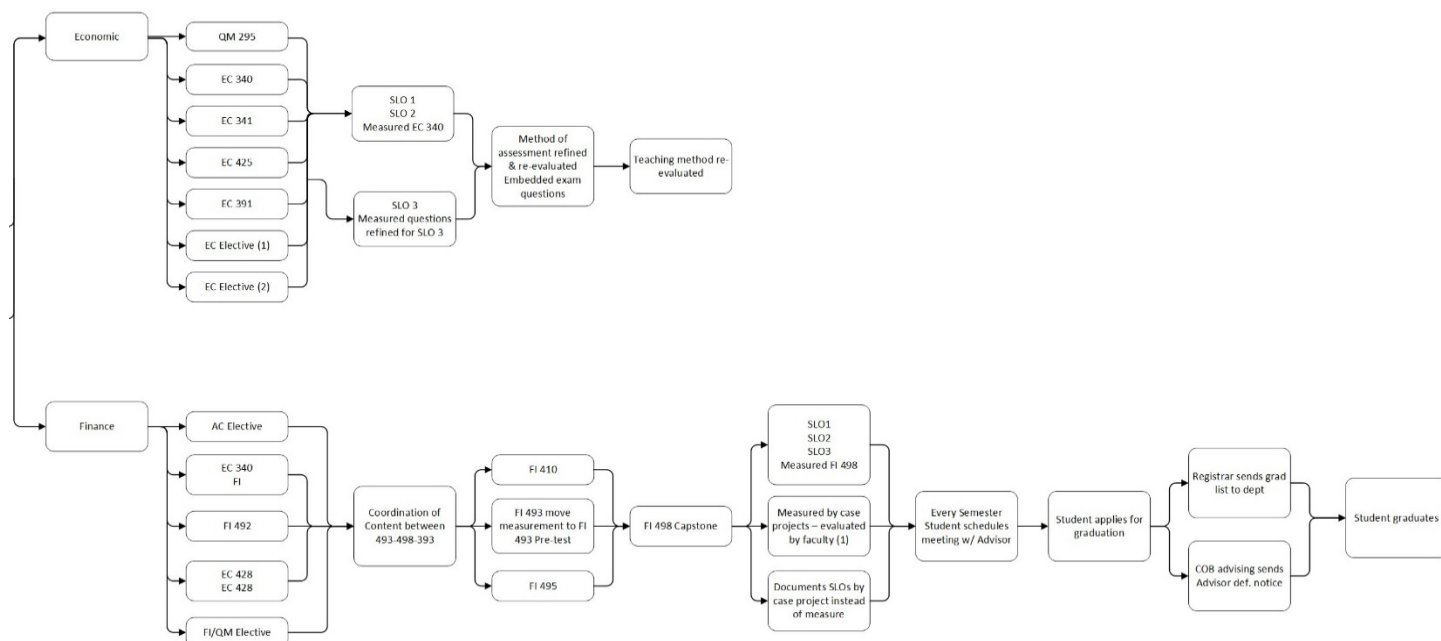 Economic
QM 295
EC 340
EC 341
EC 425
EC 391
EC Elective (1)
EC Elective (2)
SLO 1
SLO 2
Measured EC 340
SLO 3
Measured questions
refined for SLO 3
Method of
assessment refined
& re-evaluated
Embedded exam
questions
Teaching method re-
evaluated
Finance
AC Elective
EC 340
FI
FI 492
EC 428
EC 428
FI/QM Elective
Coordination of
Content between
493-498-393
FI 410
FI 493 move
measurement to FI
493 Pre-test
FI 495
FI 498 Capstone
SLO1
SLO2
SLO3
Measured FI 498
Measured by case
projects – evaluated
by faculty (1)
Documents SLOs by
case project instead
of measure
Every Semester
Student schedules
meeting w/ Advisor
Student applies for
graduation
Registrar sends grad
list to dept
COB advising sends
Advisor def. notice
Student graduates